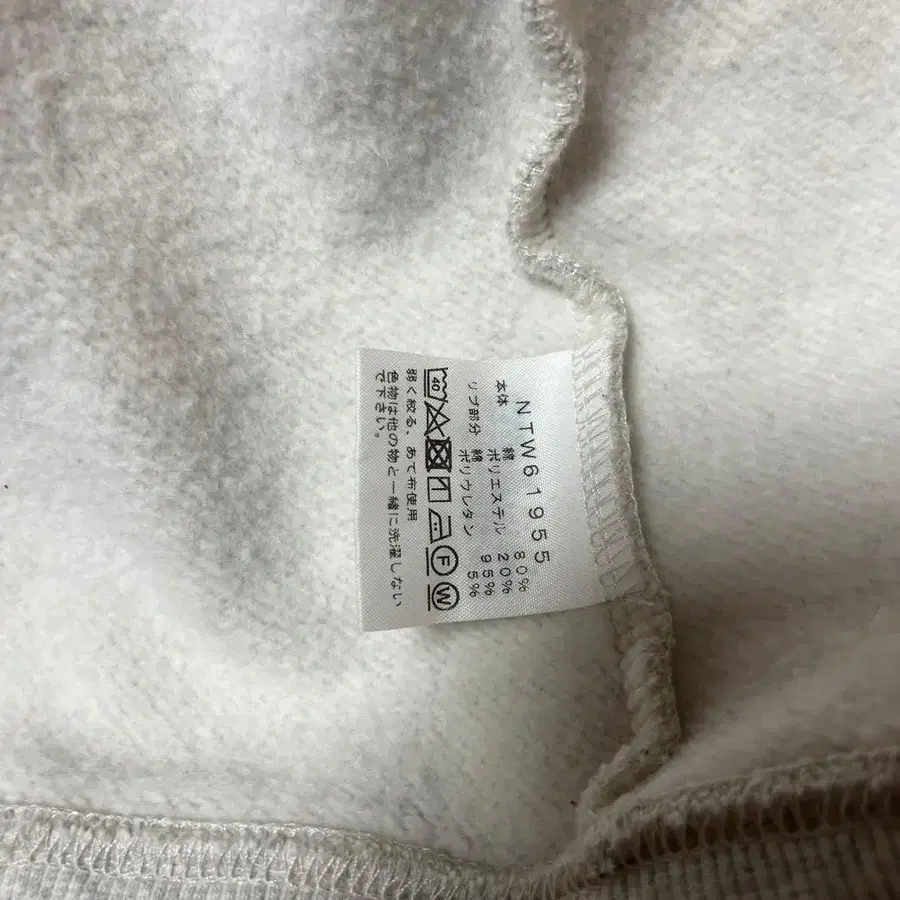 NTW61955
本体 綿 80%
ポリエステル 20%
リブ部分 綿 95%
ポリウレタン 5%
40 F W
弱く絞る、あて布使用
色物は他の物と一緒に洗濯しない
で下さい。